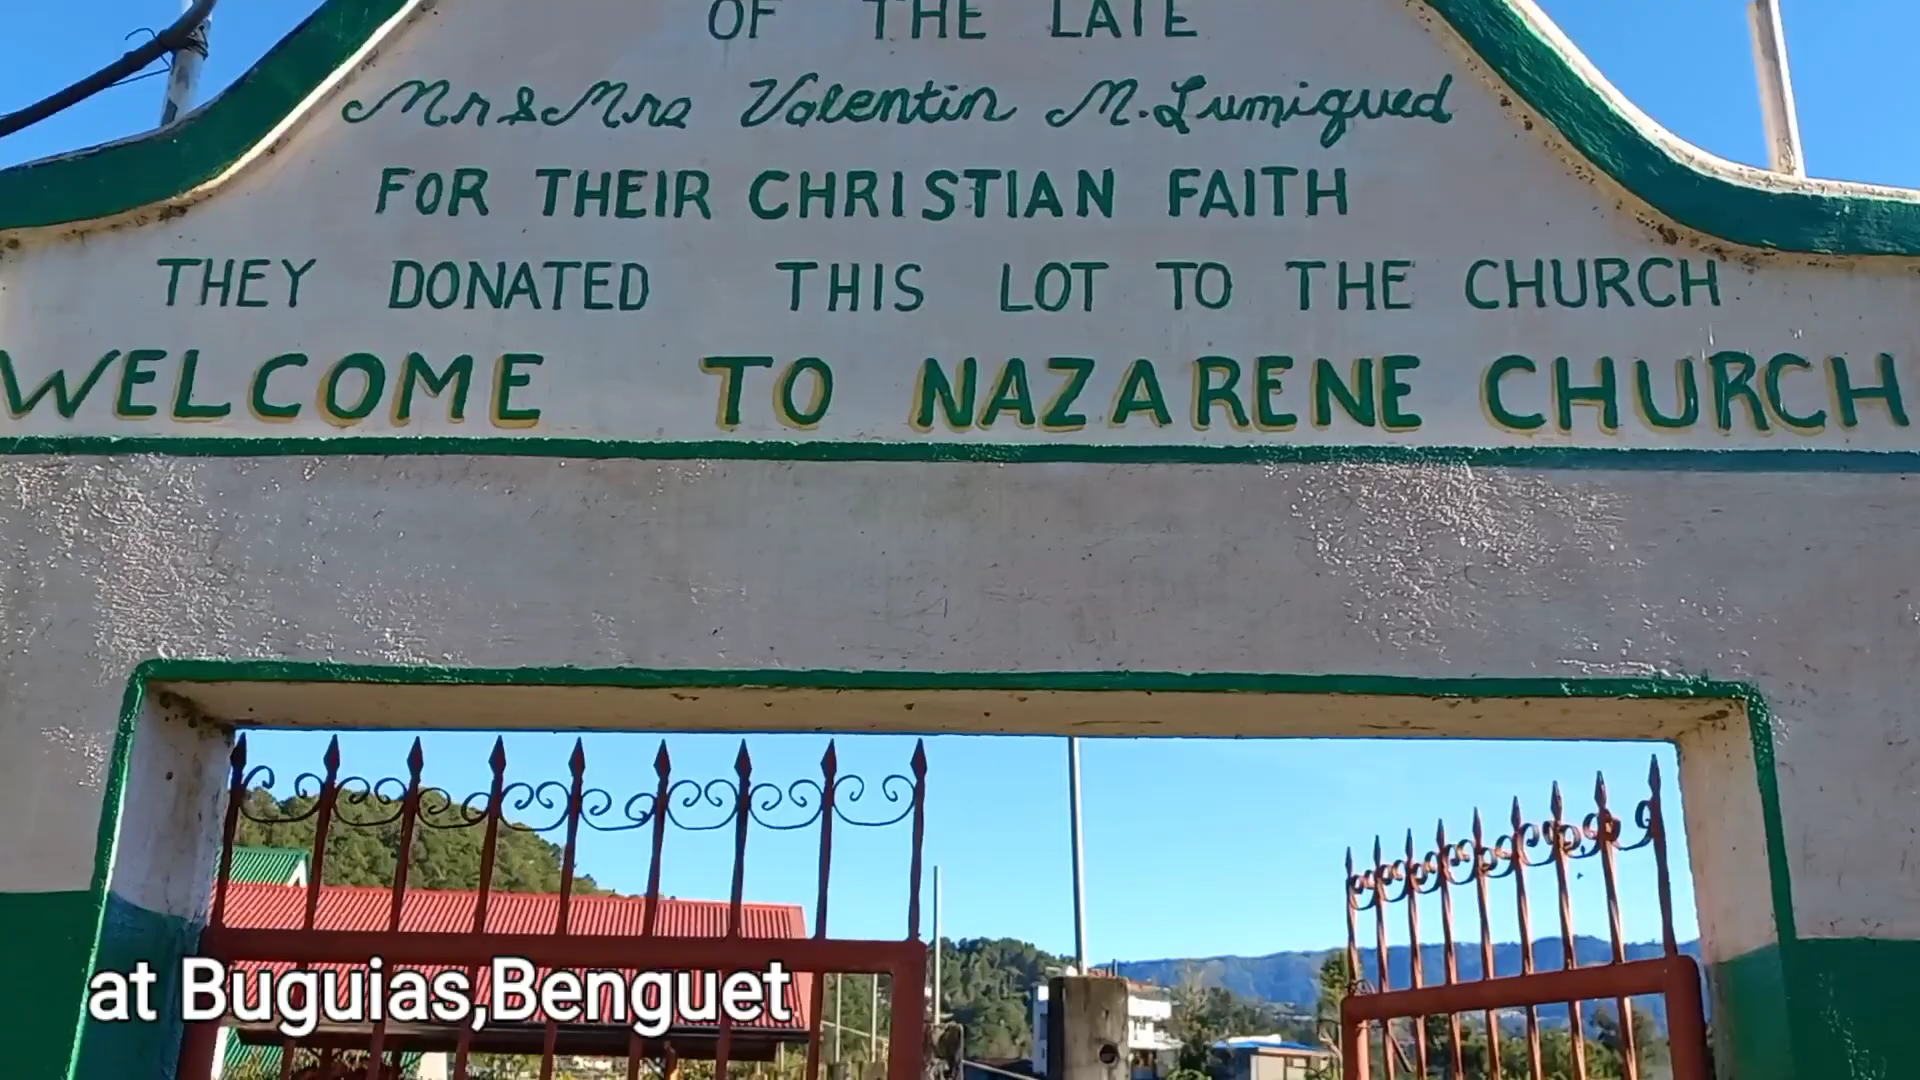 OF THE LATE
Mr & Mrs Valentin M. Lumiqued
FOR THEIR CHRISTIAN FAITH
THEY DONATED THIS LOT TO THE CHURCH
WELCOME TO NAZARENE CHURCH
at Buguias,Benguet